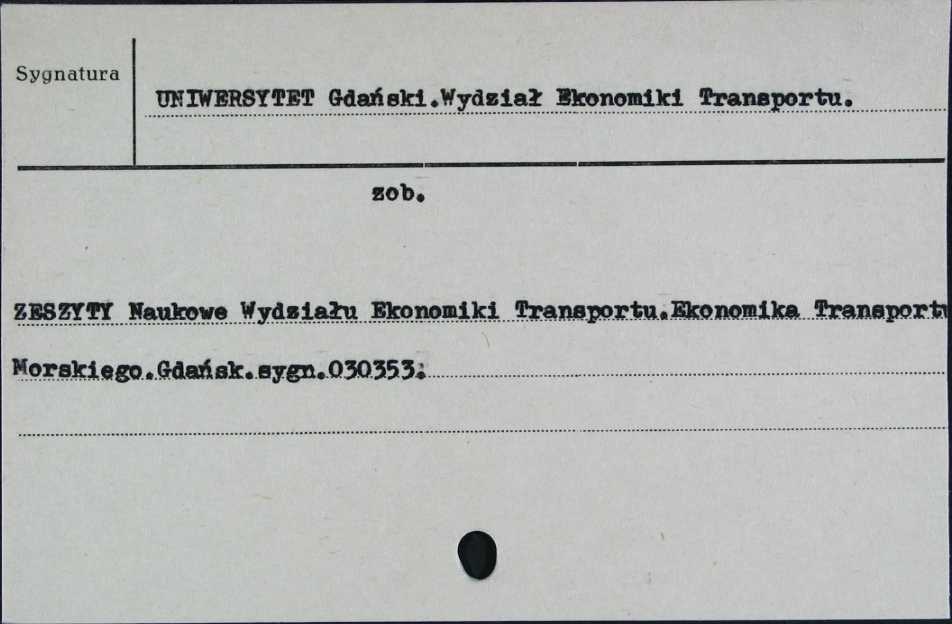 Sygnatura
UNIWERSYTET Gdański.Wydział Ekonomiki Transportu.
zob.
ZESZYTY Naukowe Wydziału Ekonomiki Transportu.Ekonomika Transportu
Morskiego.Gdańsk.sygn.030353.